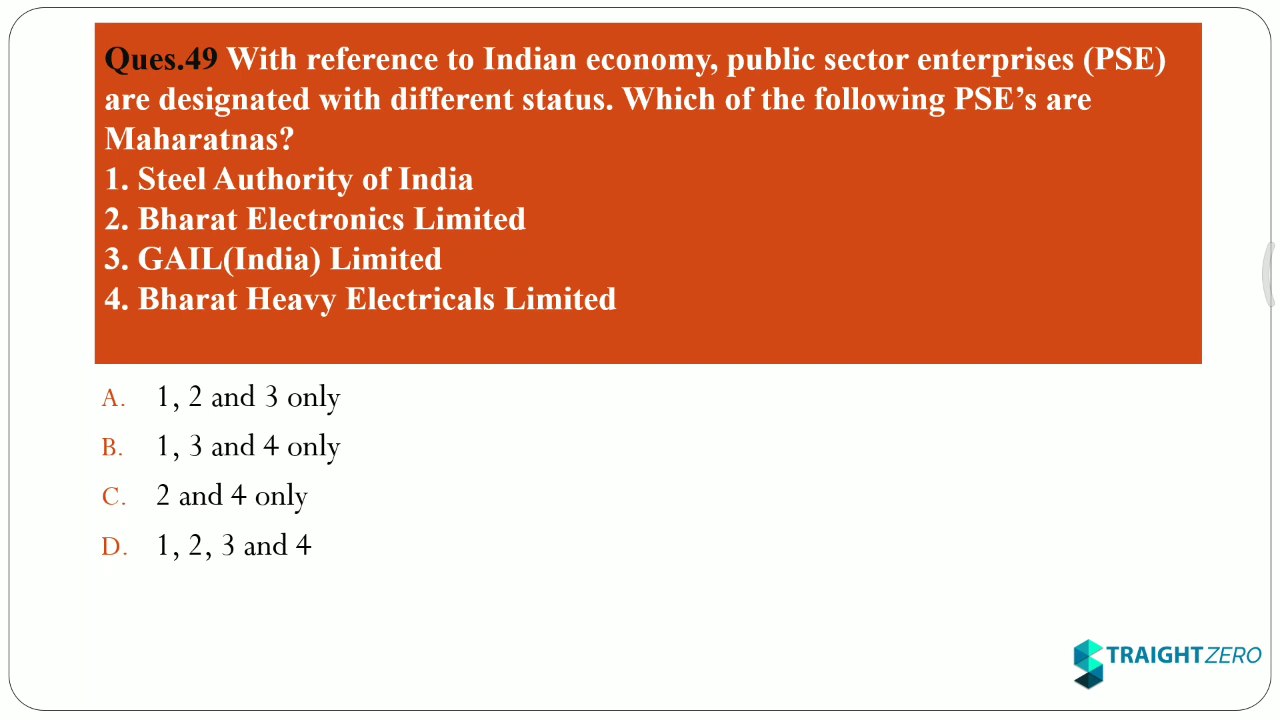 Ques.49 With reference to Indian economy, public sector enterprises (PSE)
are designated with different status. Which of the following PSE’s are
Maharatnas?
1. Steel Authority of India
2. Bharat Electronics Limited
3. GAIL(India) Limited
4. Bharat Heavy Electricals Limited
A. 1, 2 and 3 only
B. 1, 3 and 4 only
C. 2 and 4 only
D. 1, 2, 3 and 4
TRAIGHT ZERO